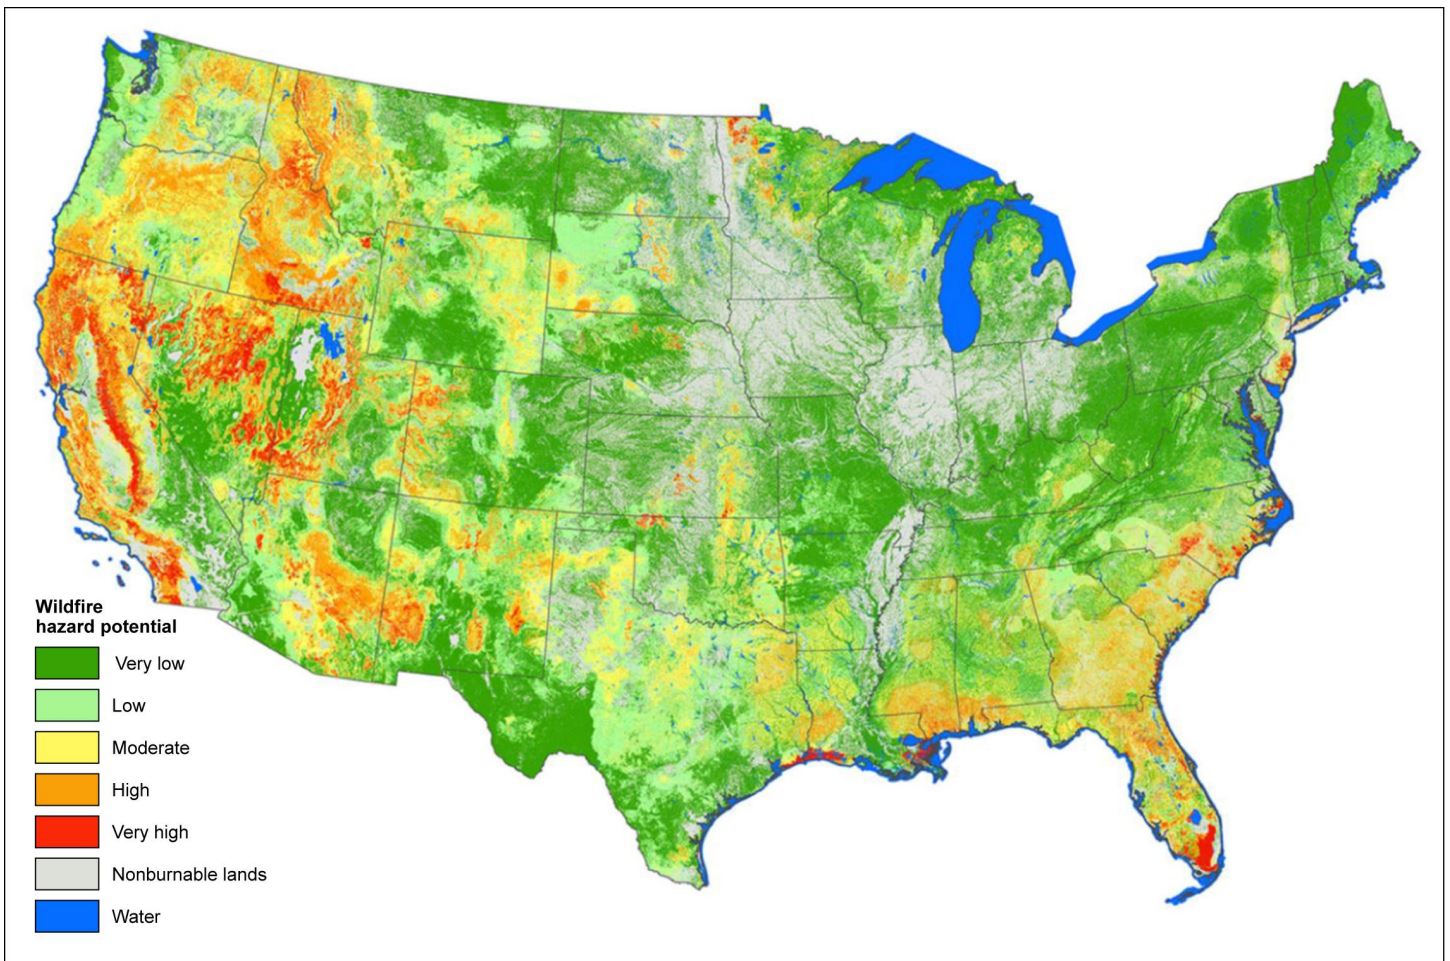 Wildfire
hazard potential
Very low
Low
Moderate
High
Very high
Nonburnable lands
Water